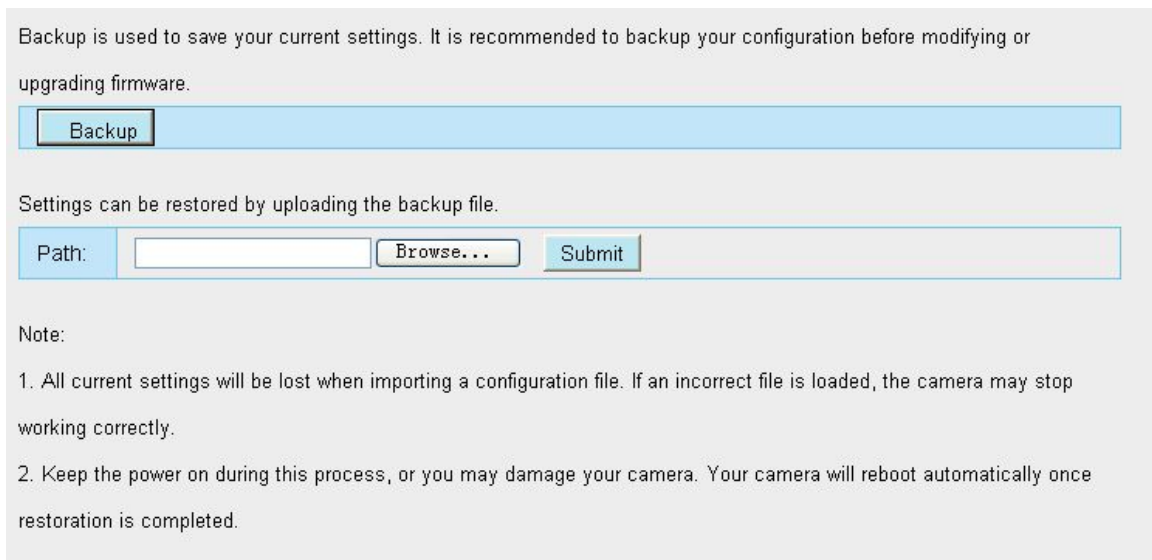 Backup is used to save your current settings. It is recommended to backup your configuration before modifying or
upgrading firmware.
Backup
Settings can be restored by uploading the backup file.
Path: Browse... Submit
Note:
1. All current settings will be lost when importing a configuration file. If an incorrect file is loaded, the camera may stop
working correctly.
2. Keep the power on during this process, or you may damage your camera. Your camera will reboot automatically once
restoration is completed.